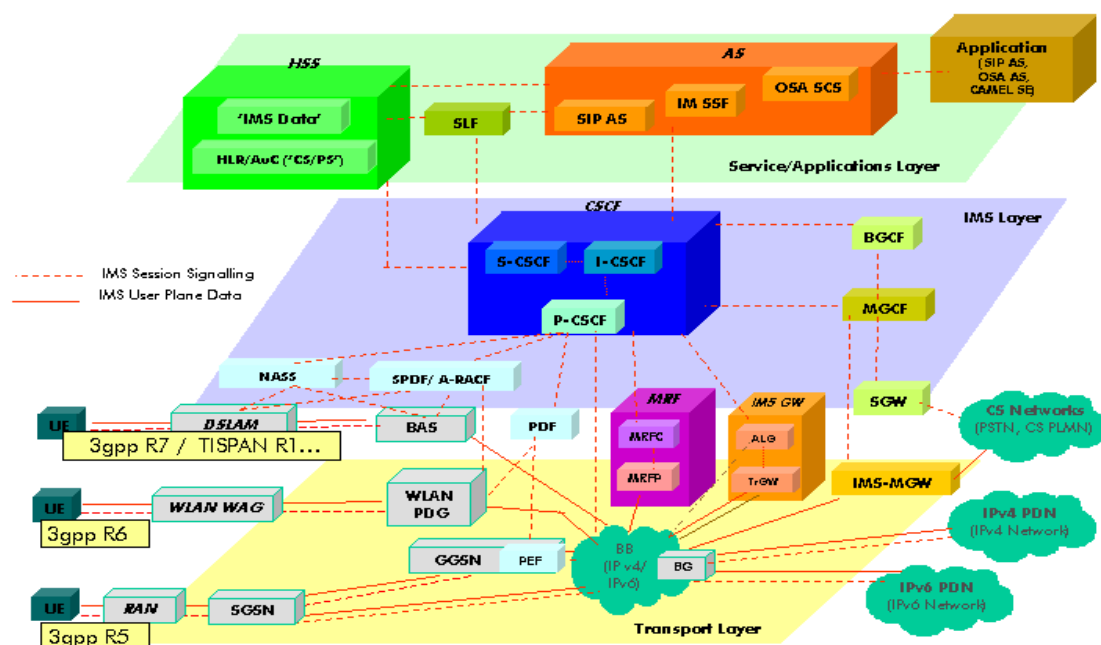 HSS
'IMS Data'
HLR/AuC ('CS/PS')
SLF
AS
SIP AS
IM SSF
OSA SCS
Application
(SIP AS,
OSA AS,
CAMEL SE)
Service/Applications Layer
CSCF
S-CSCF
I-CSCF
P-CSCF
IMS Layer
BGCF
MGCF
SGW
IMS Session Signalling
IMS User Plane Data
NASS
SPDF/ A-RACF
UE
DSLAM
BAS
3gpp R7 / TISPAN R1...
PDF
MRF
MRFC
MRFP
IMS GW
ALG
TrGW
IMS-MGW
CS Networks
(PSTN, CS PLMN)
UE
WLAN WAG
WLAN
PDG
3gpp R6
GGSN
PEF
BB
(IP v4/
IPv6)
BG
IPv4 PDN
(IPv4 Network)
IPv6 PDN
(IPv6 Network)
UE
RAN
SGSN
3gpp R5
Transport Layer